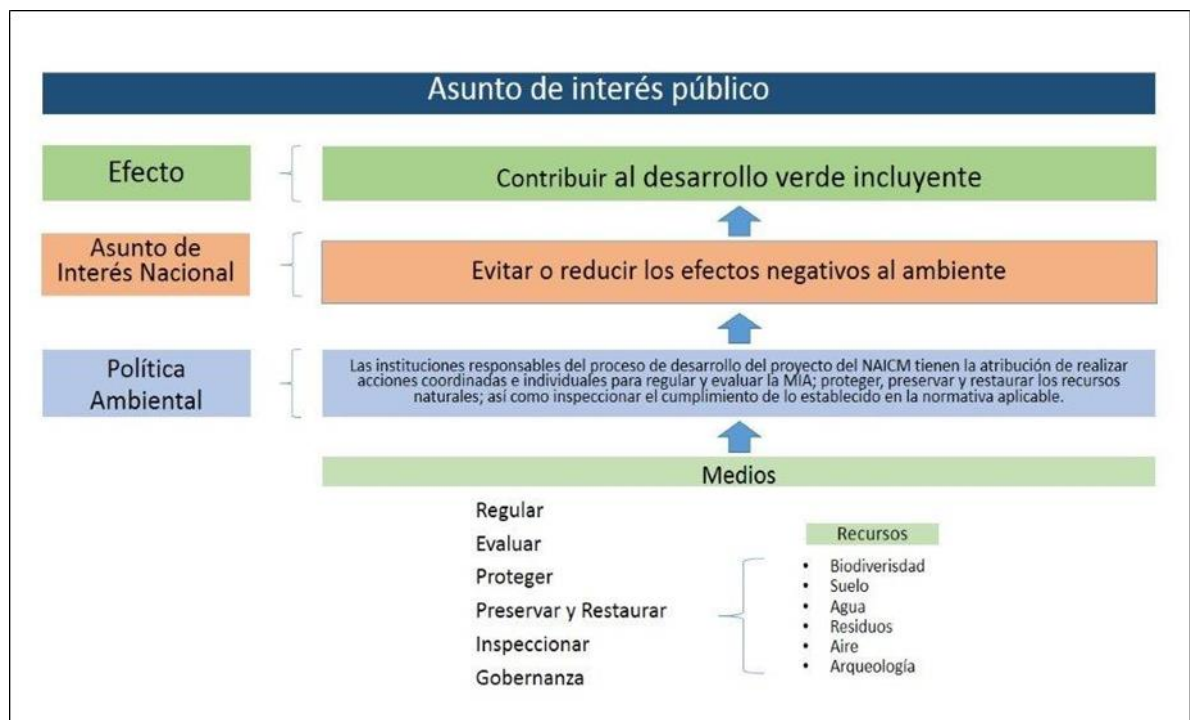 Asunto de interés público
Efecto
Contribuir al desarrollo verde incluyente
Asunto de
Interés Nacional
Evitar o reducir los efectos negativos al ambiente
Política
Ambiental
Las instituciones responsables del proceso de desarrollo del proyecto del NAICM tienen la atribución de realizar
acciones coordinadas e individuales para regular y evaluar la MIA; proteger, preservar y restaurar los recursos
naturales; así como inspeccionar el cumplimiento de lo establecido en la normativa aplicable.
Medios
Regular
Evaluar
Proteger
Preservar y Restaurar
Inspeccionar
Gobernanza
Recursos
• Biodiverisdad
• Suelo
• Agua
• Residuos
• Aire
• Arqueología